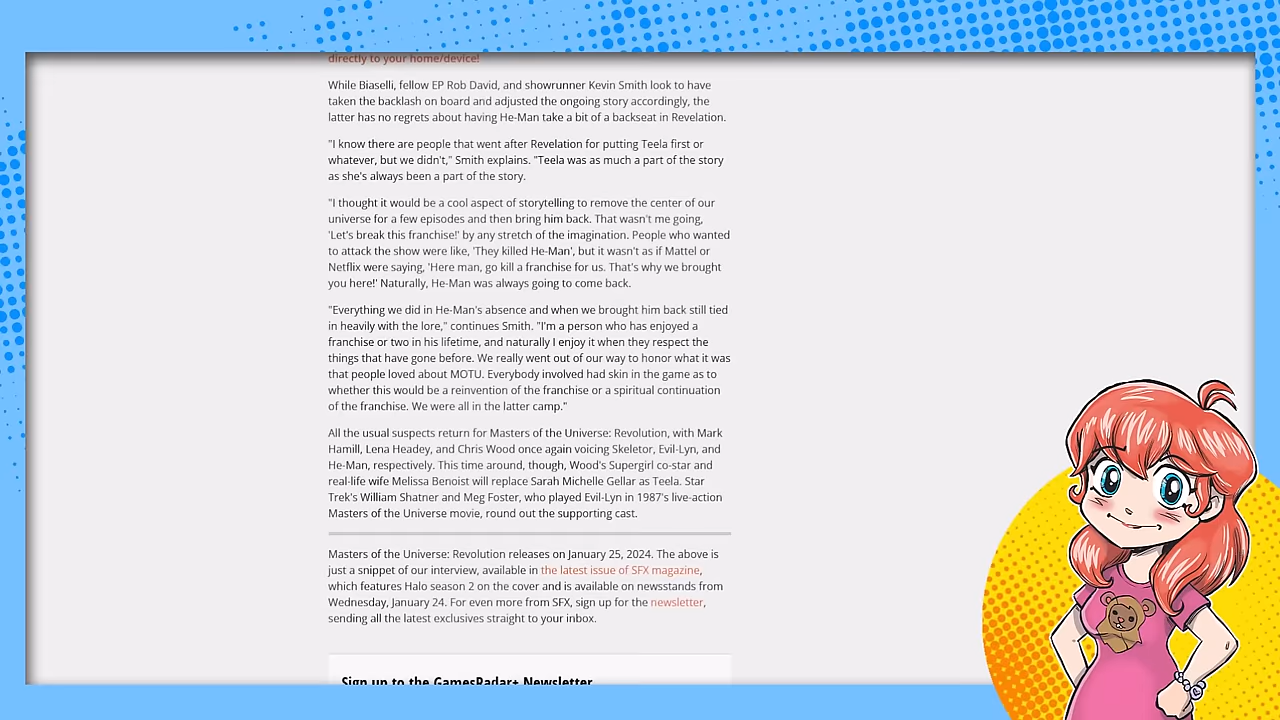 directly to your home/device!
While Biaselli, fellow EP Rob David, and showrunner Kevin Smith look to have
taken the backlash on board and adjusted the ongoing story accordingly, the
latter has no regrets about having He-Man take a bit of a backseat in Revelation.
"I know there are people that went after Revelation for putting Teela first or
whatever, but we didn't," Smith explains. "Teela was as much a part of the story
as she's always been a part of the story.
"I thought it would be a cool aspect of storytelling to remove the center of our
universe for a few episodes and then bring him back. That wasn't me going,
'Let's break this franchise!' by any stretch of the imagination. People who wanted
to attack the show were like, 'They killed He-Man', but it wasn't as if Mattel or
Netflix were saying, 'Here man, go kill a franchise for us. That's why we brought
you here!' Naturally, He-Man was always going to come back.
"Everything we did in He-Man's absence and when we brought him back still tied
in heavily with the lore," continues Smith. "I'm a person who has enjoyed a
franchise or two in his lifetime, and naturally I enjoy it when they respect the
things that have gone before. We really went out of our way to honor what it was
that people loved about MOTU. Everybody involved had skin in the game as to
whether this would be a reinvention of the franchise or a spiritual continuation
of the franchise. We were all in the latter camp."
All the usual suspects return for Masters of the Universe: Revolution, with Mark
Hamill, Lena Headey, and Chris Wood once again voicing Skeletor, Evil-Lyn, and
He-Man, respectively. This time around, though, Wood's Supergirl co-star and
real-life wife Melissa Benoist will replace Sarah Michelle Gellar as Teela. Star
Trek's William Shatner and Meg Foster, who played Evil-Lyn in 1987's live-action
Masters of the Universe movie, round out the supporting cast.
Masters of the Universe: Revolution releases on January 25, 2024. The above is
just a snippet of our interview, available in the latest issue of SFX magazine,
which features Halo season 2 on the cover and is available on newsstands from
Wednesday, January 24. For even more from SFX, sign up for the newsletter,
sending all the latest exclusives straight to your inbox.
Sign up to the GamesRadar+ Newsletter